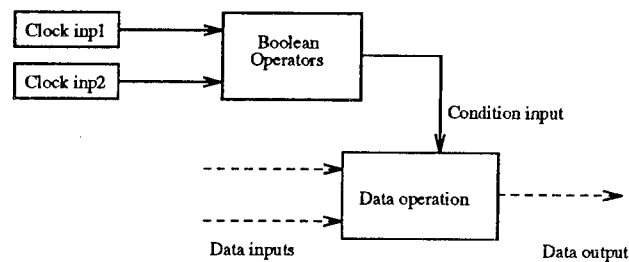 Clock inp1
Boolean
Operators
Clock inp2
Condition input
Data operation
Data inputs
Data output